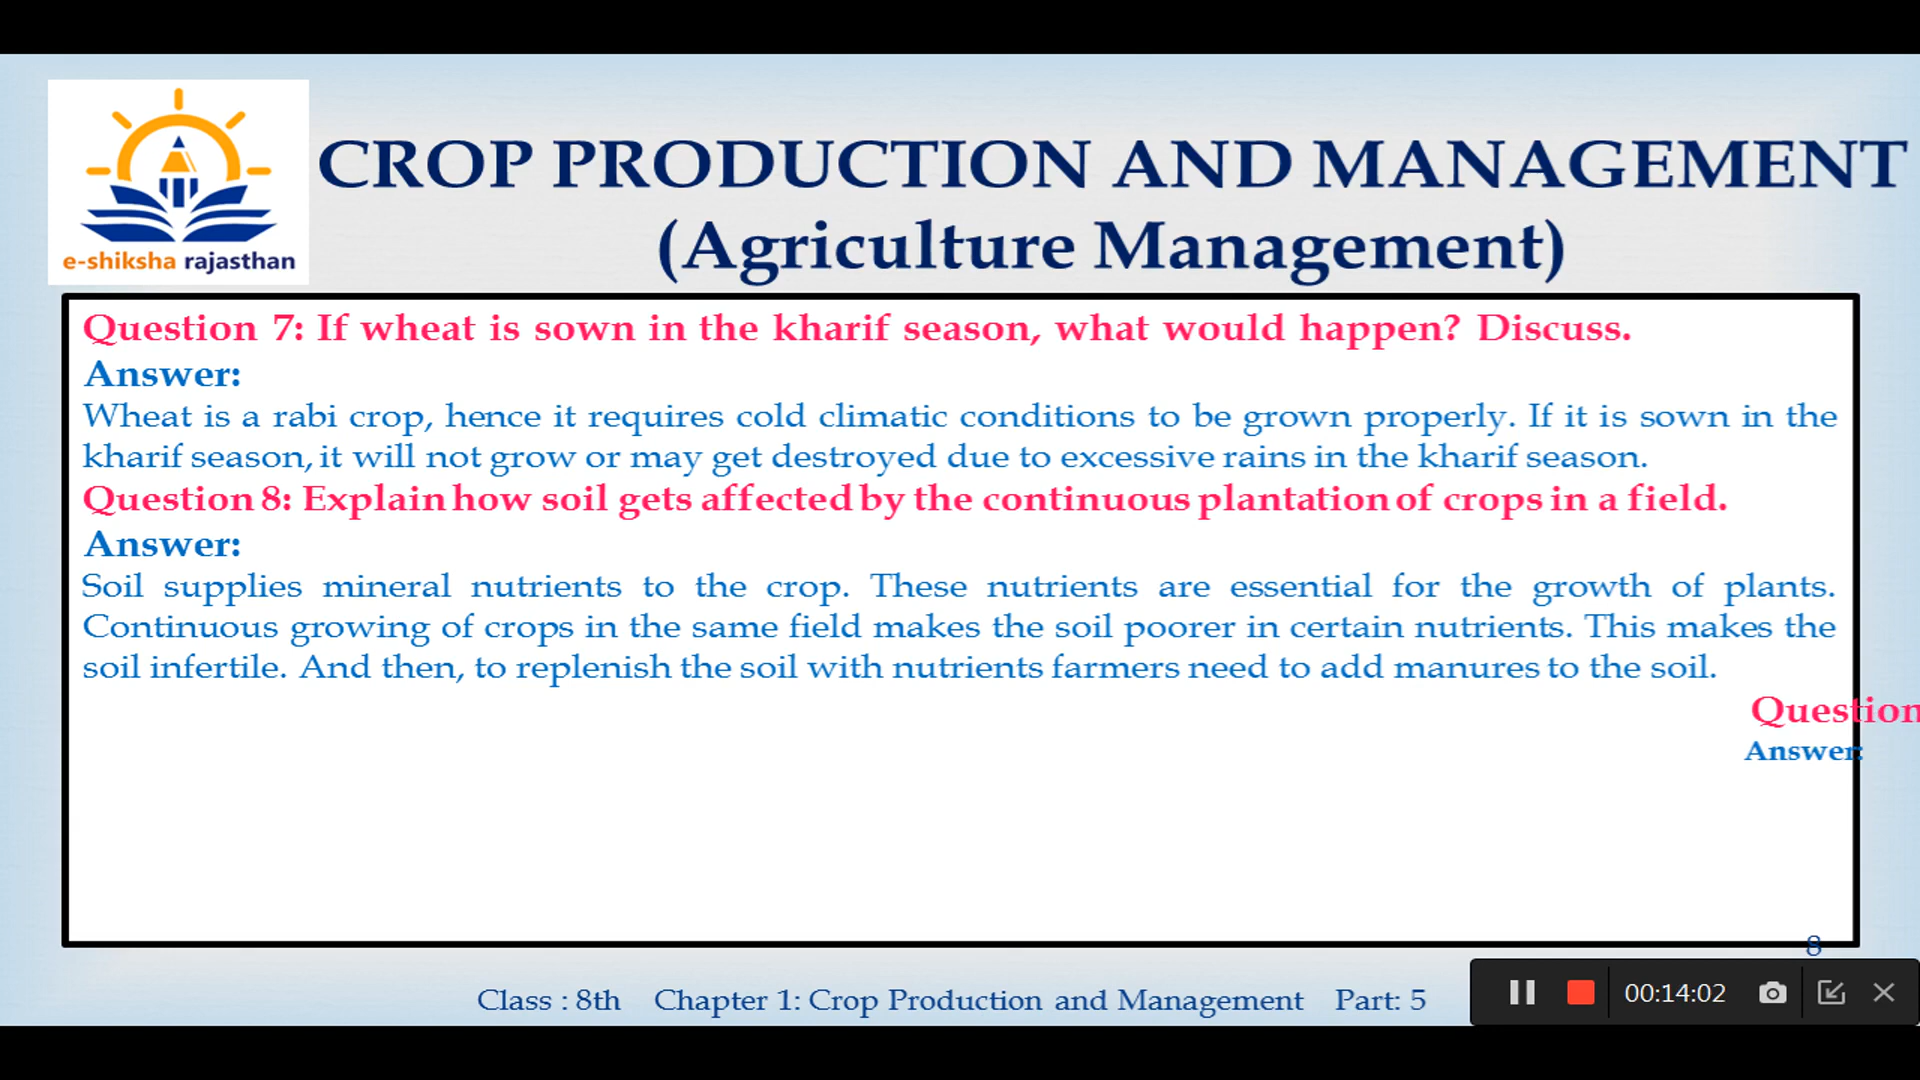 e-shiksha rajasthan
CROP PRODUCTION AND MANAGEMENT
(Agriculture Management)
Question 7: If wheat is sown in the kharif season, what would happen? Discuss.
Answer:
Wheat is a rabi crop, hence it requires cold climatic conditions to be grown properly. If it is sown in the
kharif season, it will not grow or may get destroyed due to excessive rains in the kharif season.
Question 8: Explain how soil gets affected by the continuous plantation of crops in a field.
Answer:
Soil supplies mineral nutrients to the crop. These nutrients are essential for the growth of plants.
Continuous growing of crops in the same field makes the soil poorer in certain nutrients. This makes the
soil infertile. And then, to replenish the soil with nutrients farmers need to add manures to the soil.
Question
Answer:
8
Class : 8th Chapter 1: Crop Production and Management Part: 5
00:14:02